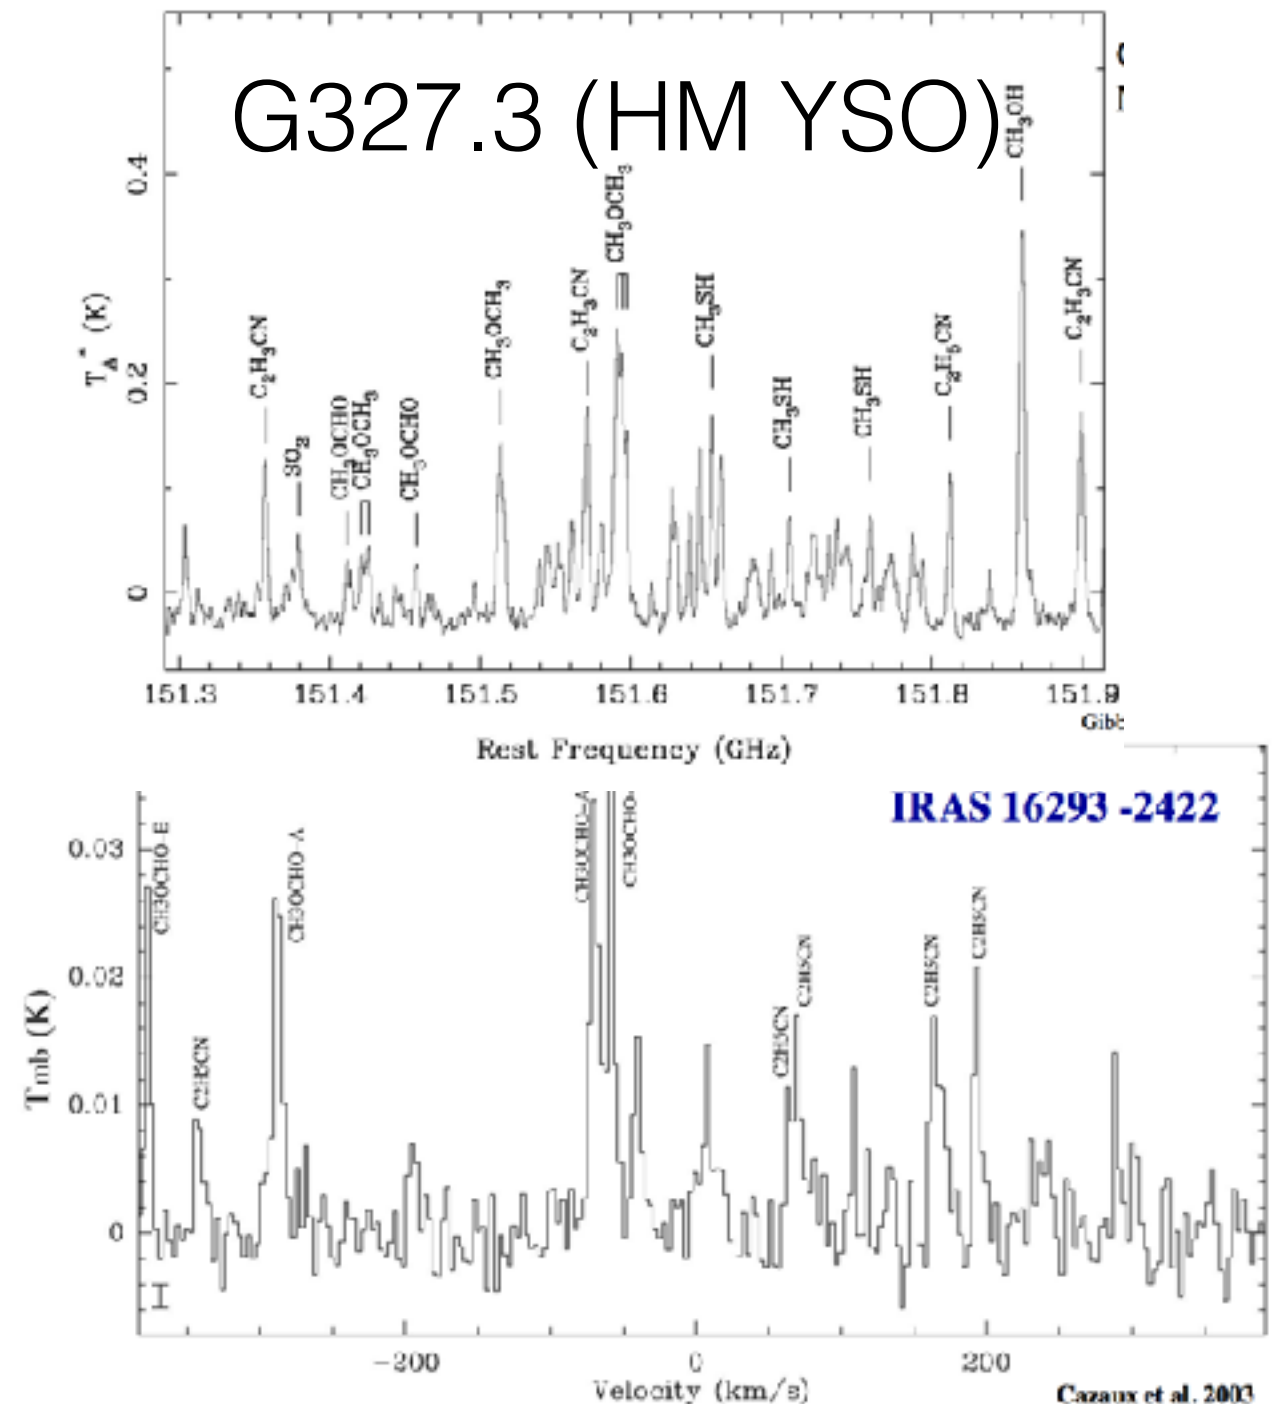 G327.3 (HM YSO)
T_A^* (K)
0.4
0.2
0
C₂H₃CN
SO₂
CH₃OCHO
CH₃OCH₃
CH₃OCHO
CH₃OCH₃
C₂H₃CN
CH₃OCH₃
CH₃SH
CH₃SH
CH₃SH
C₂H₅CN
CH₃OH
C₂H₃CN
151.3 151.4 151.5 151.6 151.7 151.8 151.9
Rest Frequency (GHz)
IRAS 16293 -2422
Tmb (K)
0.03
0.02
0.01
0
CH3OCHO-E
C2H5CN
CH3OCHO-A
CH3OCHO-A
CH3OCHO
C2H5CN
C2H5CN
C2H5CN
C2H5CN
-200 0 200
Velocity (km/s)
Cazaux et al. 2003